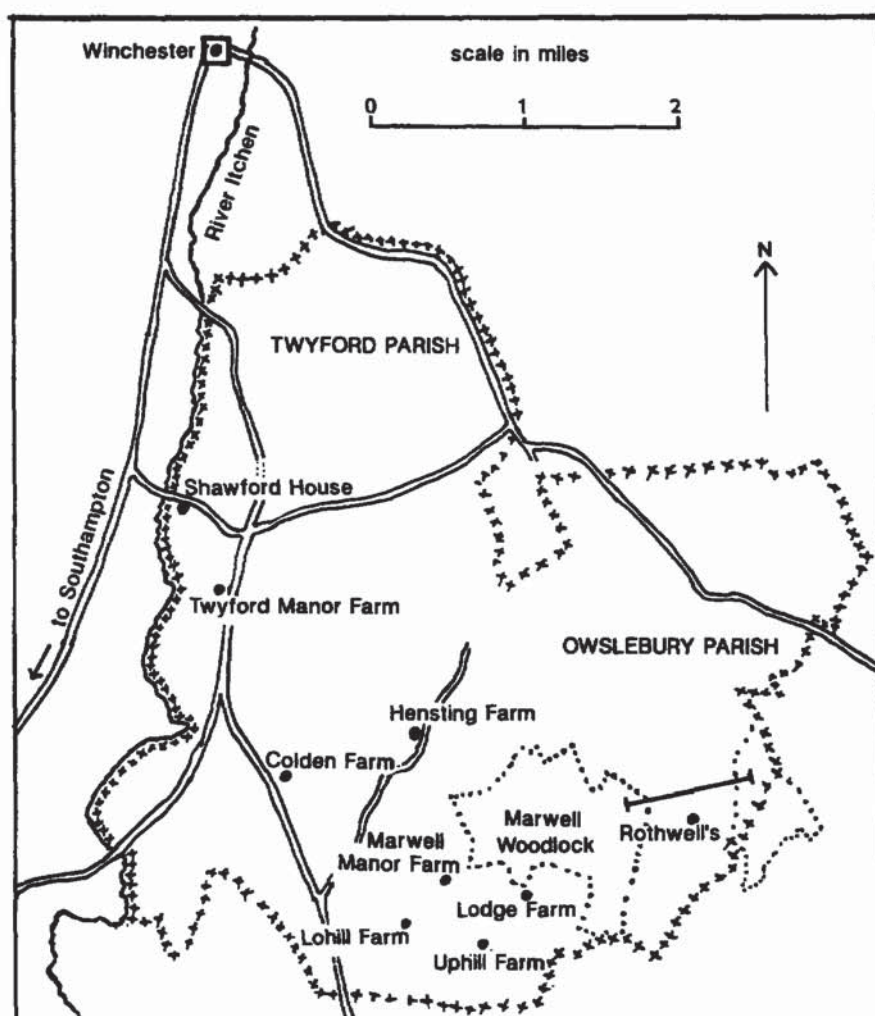 Winchester
scale in miles
0 1 2
River Itchen
N
TWYFORD PARISH
Shawford House
to Southampton
Twyford Manor Farm
OWSLEBURY PARISH
Hensting Farm
Colden Farm
Marwell
Manor Farm
Marwell
Woodlock
Rothwell's
Lodge Farm
Lohill Farm
Uphill Farm